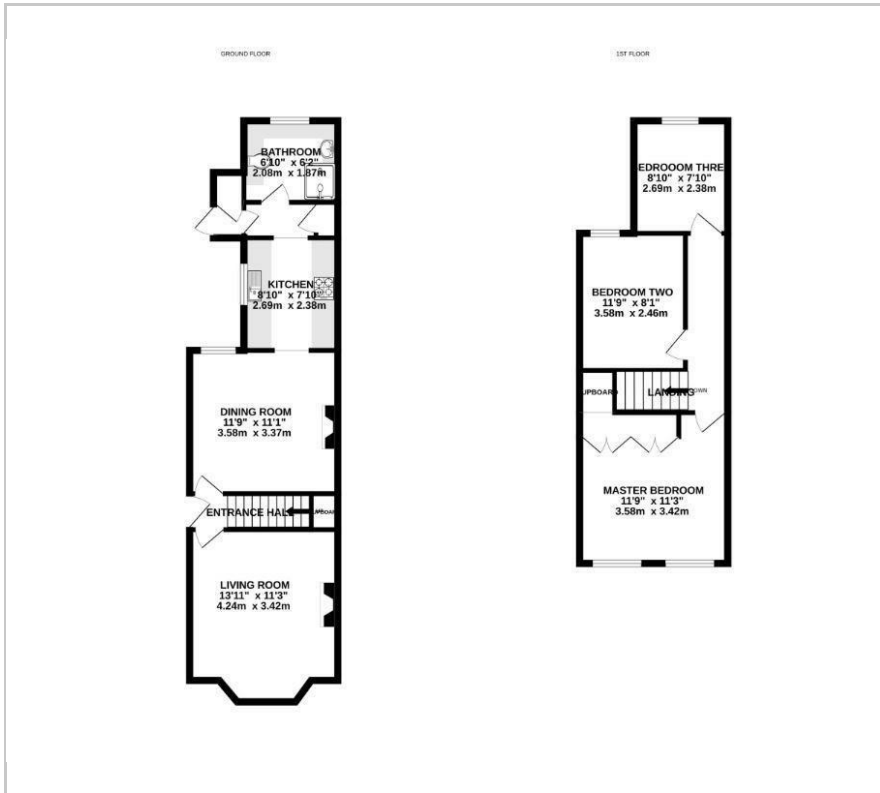 GROUND FLOOR
BATHROOM
6'10" x 6'2"
2.08m x 1.87m
KITCHEN
8'10" x 7'10"
2.69m x 2.38m
DINING ROOM
11'9" x 11'1"
3.58m x 3.37m
ENTRANCE HALL
LIVING ROOM
13'11" x 11'3"
4.24m x 3.42m
1ST FLOOR
EDROOOM THRE
8'10" x 7'10"
2.69m x 2.38m
BEDROOM TWO
11'9" x 8'1"
3.58m x 2.46m
UPBOARD
LANDING
MASTER BEDROOM
11'9" x 11'3"
3.58m x 3.42m